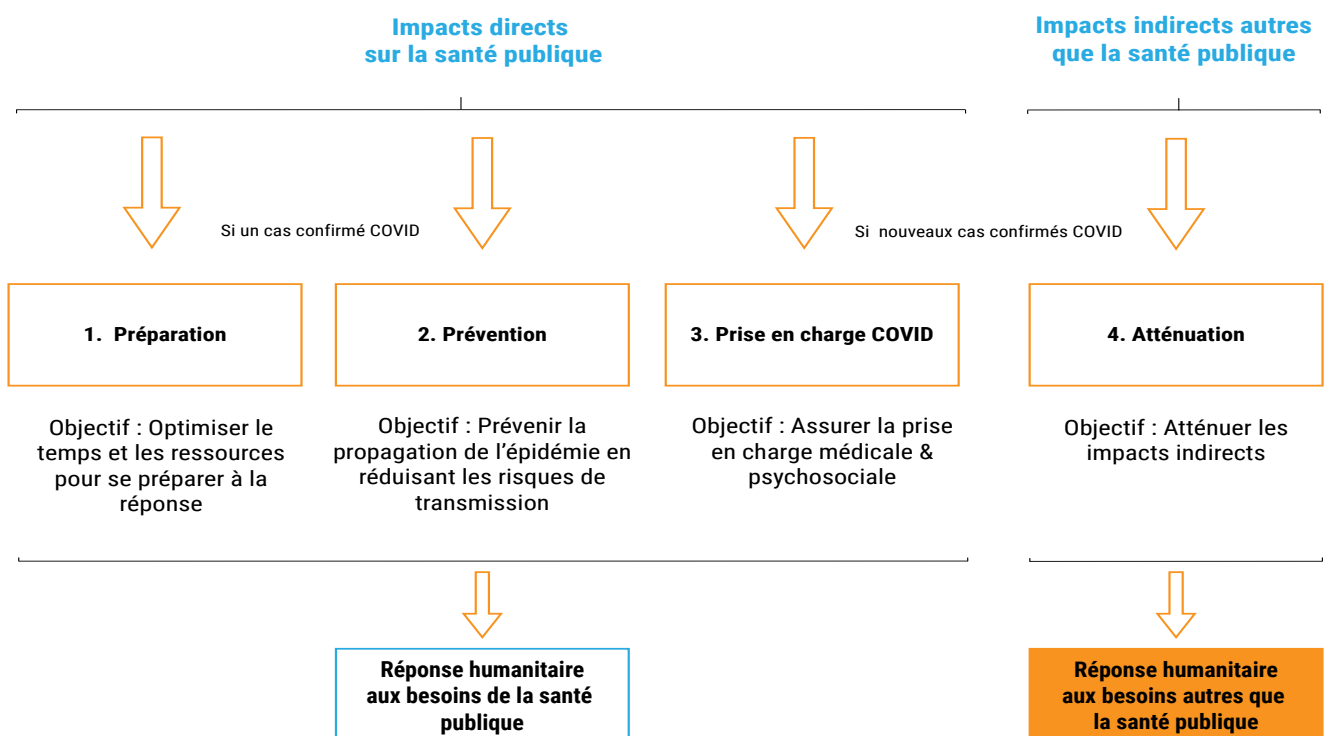 Impacts directs
sur la santé publique
Impacts indirects autres
que la santé publique
Si un cas confirmé COVID
Si nouveaux cas confirmés COVID
1. Préparation
2. Prévention
3. Prise en charge COVID
4. Atténuation
Objectif : Optimiser le
temps et les ressources
pour se préparer à la
réponse
Objectif : Prévenir la
propagation de l’épidémie en
réduisant les risques de
transmission
Objectif : Assurer la prise
en charge médicale &
psychosociale
Objectif : Atténuer les
impacts indirects
Réponse humanitaire
aux besoins de la santé
publique
Réponse humanitaire
aux besoins autres que
la santé publique